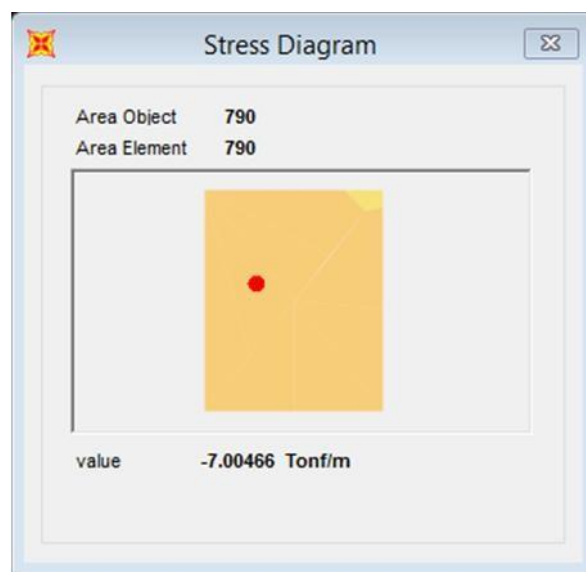 Stress Diagram
Area Object 790
Area Element 790
value -7.00466 Tonf/m